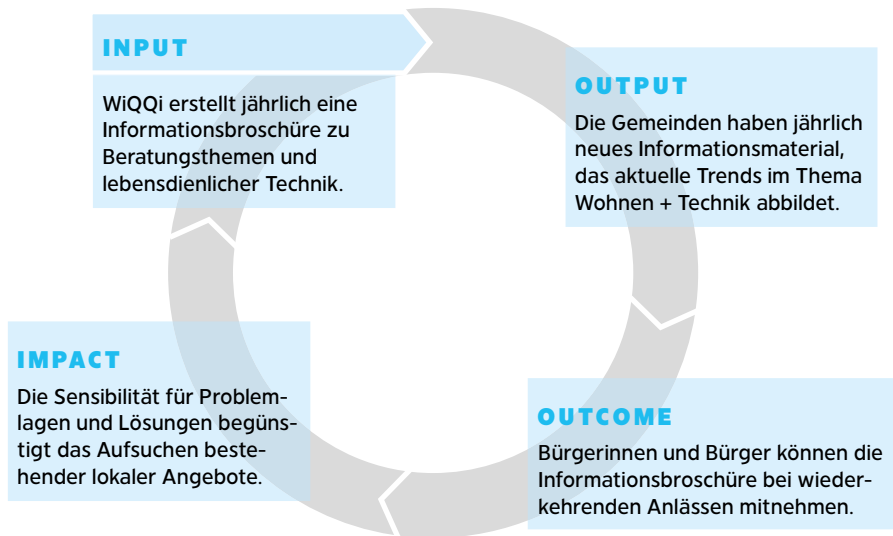 INPUT
WiQQi erstellt jährlich eine
Informationsbroschüre zu
Beratungsthemen und
lebensdienlicher Technik.
OUTPUT
Die Gemeinden haben jährlich
neues Informationsmaterial,
das aktuelle Trends im Thema
Wohnen + Technik abbildet.
OUTCOME
Bürgerinnen und Bürger können die
Informationsbroschüre bei wieder-
kehrenden Anlässen mitnehmen.
IMPACT
Die Sensibilität für Problem-
lagen und Lösungen begüns-
tigt das Aufsuchen beste-
hender lokaler Angebote.